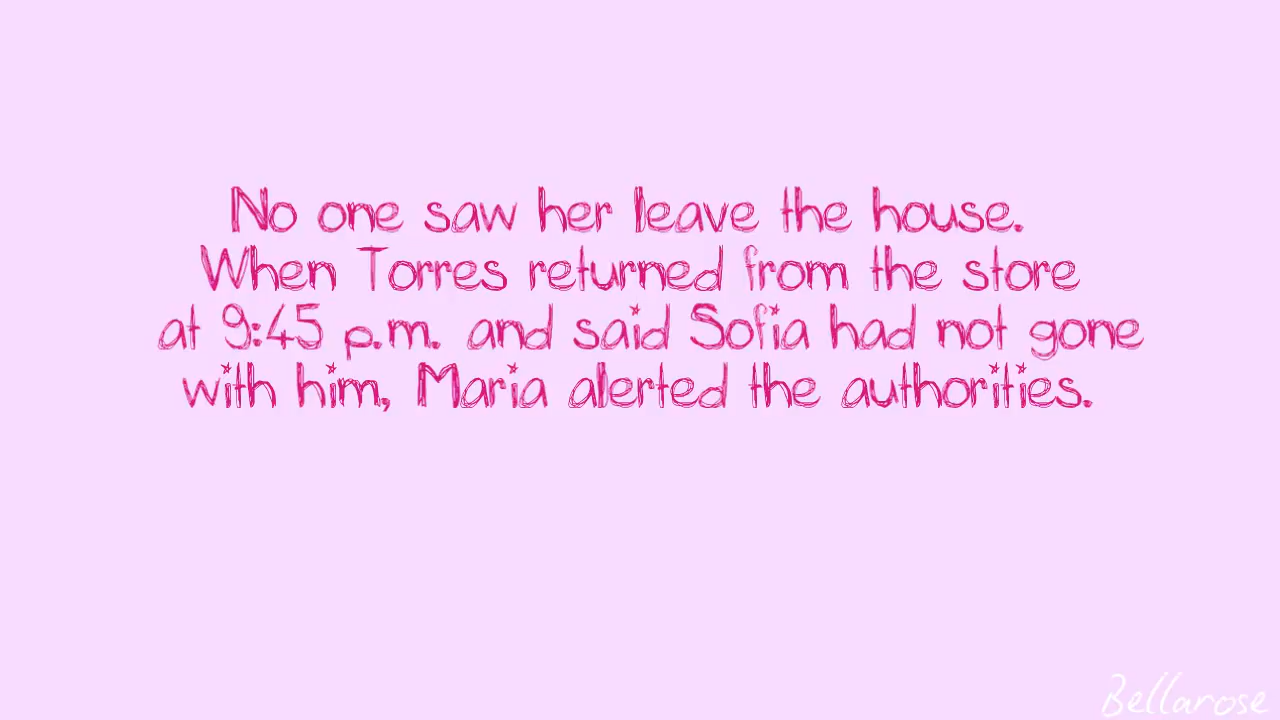 No one saw her leave the house.
When Torres returned from the store
at 9:45 p.m. and said Sofia had not gone
with him, Maria alerted the authorities.
Bellarose